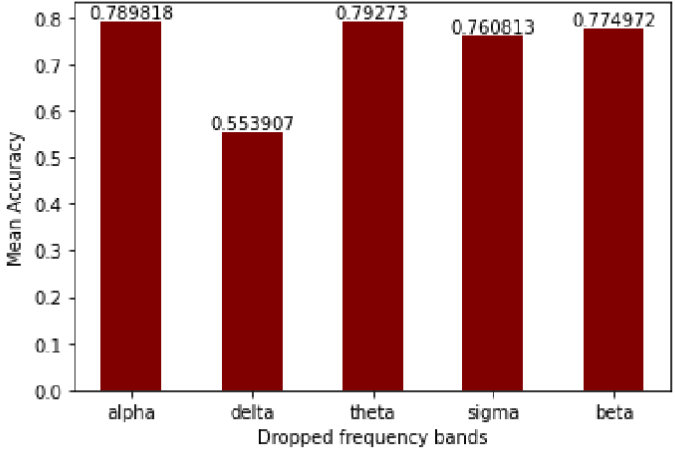 0.8
0.7
0.6
0.5
0.4
0.3
0.2
0.1
0.0
Mean Accuracy
0.789818
0.553907
0.79273
0.760813
0.774972
alpha
delta
theta
sigma
beta
Dropped frequency bands